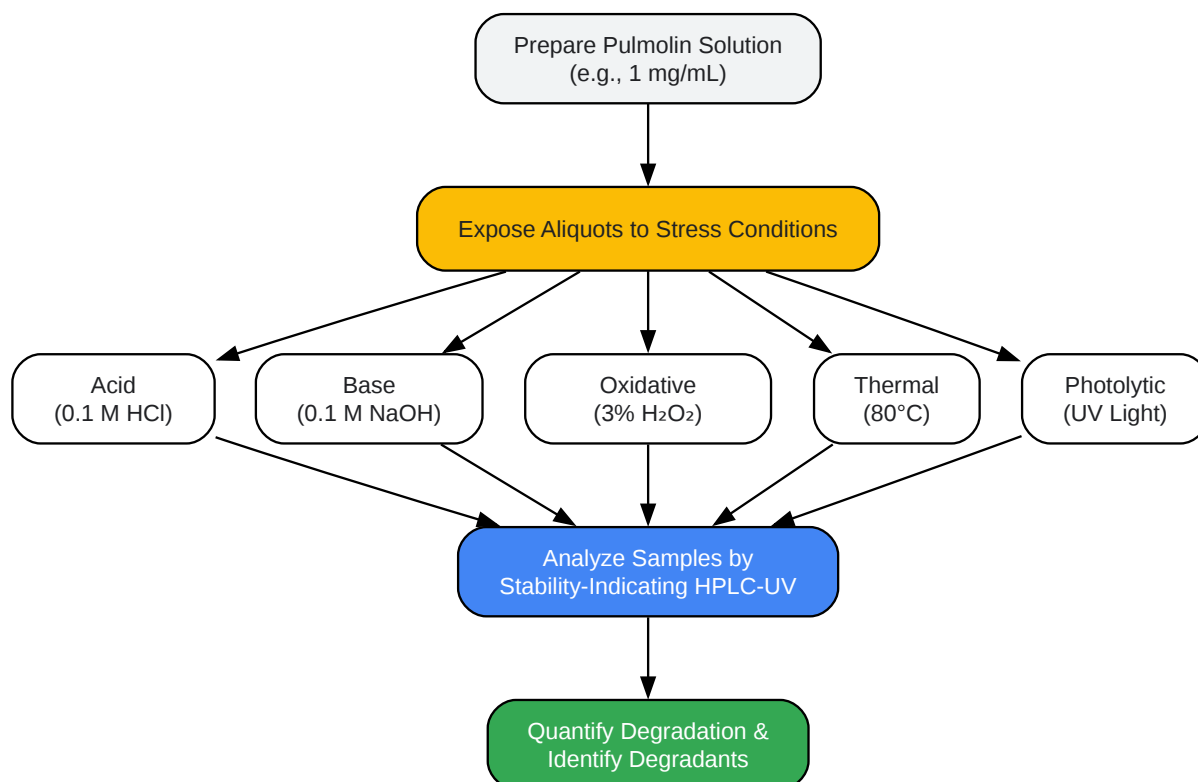 Prepare Pulmolin Solution
(e.g., 1 mg/mL)
Expose Aliquots to Stress Conditions
Acid
(0.1 M HCl)
Base
(0.1 M NaOH)
Oxidative
(3% H₂O₂)
Thermal
(80°C)
Photolytic
(UV Light)
Analyze Samples by
Stability-Indicating HPLC-UV
Quantify Degradation &
Identify Degradants